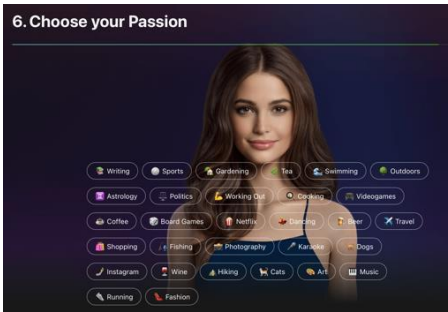 6. Choose your Passion
Writing Sports Gardening Tea Swimming Outdoors
Astrology Politics Working Out Cooking Videogames
Coffee Board Games Netflix Dancing Beer Travel
Shopping Fishing Photography Karaoke Dogs
Instagram Wine Hiking Cats Art Music
Running Fashion